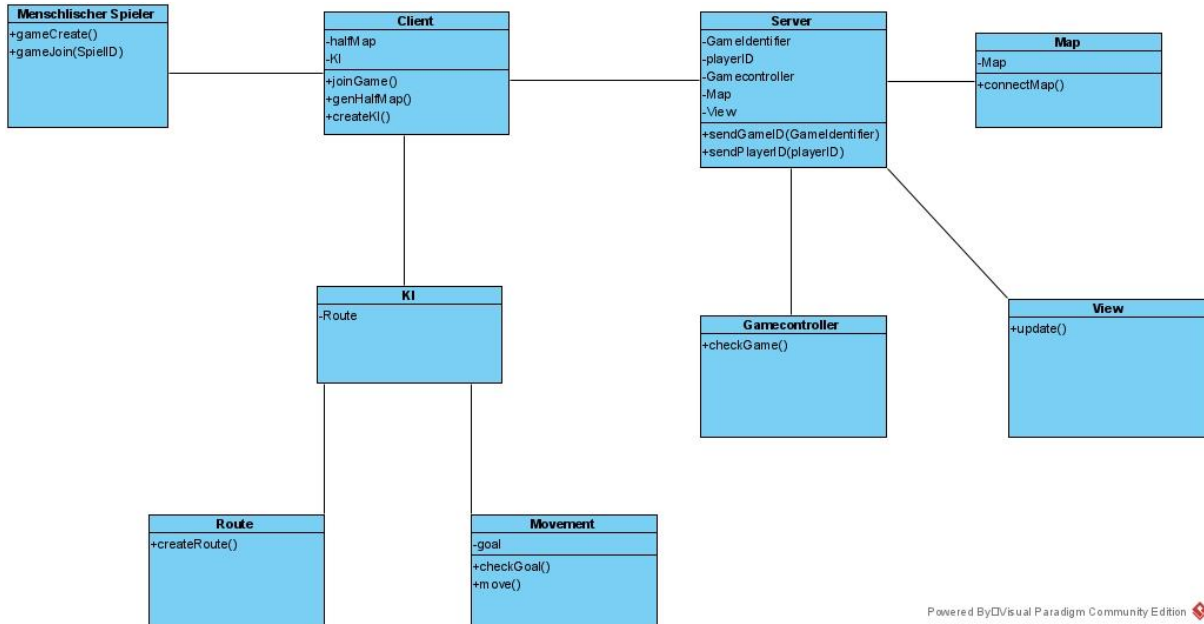 Menschlischer Spieler
+gameCreate()
+gameJoin(SpielID)
Client
-halfMap
-KI
+joinGame()
+genHalfMap()
+createKI()
Server
-GameIdentifier
-playerID
-Gamecontroller
-Map
-View
+sendGameID(GameIdentifier)
+sendPlayerID(playerID)
Map
-Map
+connectMap()
KI
-Route
Gamecontroller
+checkGame()
View
+update()
Route
+createRoute()
Movement
-goal
+checkGoal()
+move()
Powered By□Visual Paradigm Community Edition